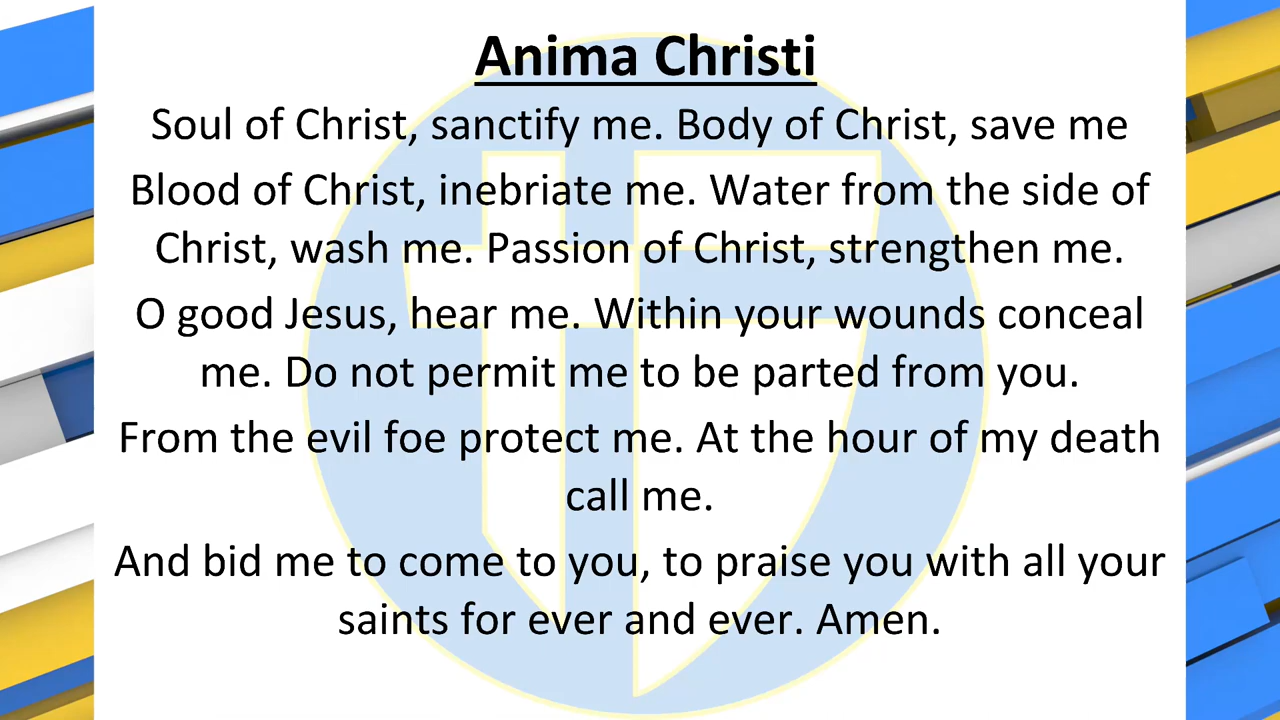 Anima Christi
Soul of Christ, sanctify me. Body of Christ, save me
Blood of Christ, inebriate me. Water from the side of
Christ, wash me. Passion of Christ, strengthen me.
O good Jesus, hear me. Within your wounds conceal
me. Do not permit me to be parted from you.
From the evil foe protect me. At the hour of my death
call me.
And bid me to come to you, to praise you with all your
saints for ever and ever. Amen.